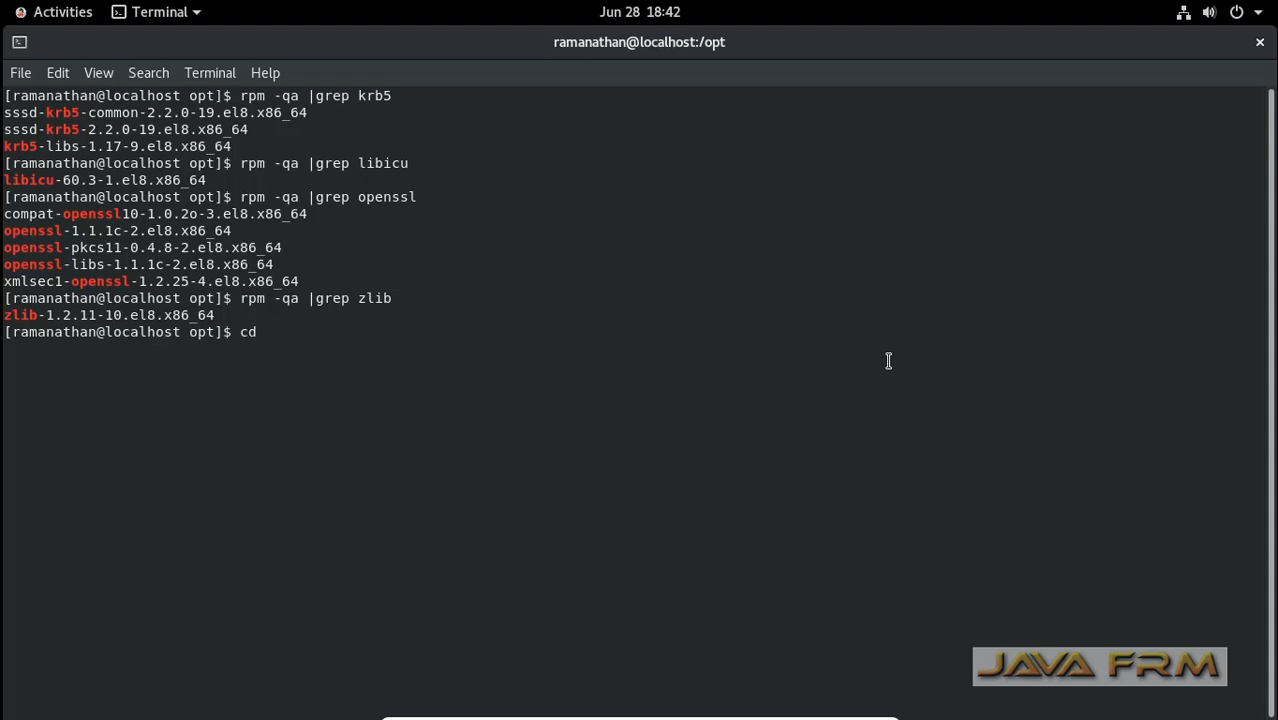 Activities Terminal Jun 28 18:42
ramanathan@localhost:/opt
File Edit View Search Terminal Help
[ramanathan@localhost opt]$ rpm -qa |grep krb5
sssd-krb5-common-2.2.0-19.el8.x86_64
sssd-krb5-2.2.0-19.el8.x86_64
krb5-libs-1.17-9.el8.x86_64
[ramanathan@localhost opt]$ rpm -qa |grep libicu
libicu-60.3-1.el8.x86_64
[ramanathan@localhost opt]$ rpm -qa |grep openssl
compat-openssl10-1.0.2o-3.el8.x86_64
openssl-1.1.1c-2.el8.x86_64
openssl-pkcs11-0.4.8-2.el8.x86_64
openssl-libs-1.1.1c-2.el8.x86_64
xmlsec1-openssl-1.2.25-4.el8.x86_64
[ramanathan@localhost opt]$ rpm -qa |grep zlib
zlib-1.2.11-10.el8.x86_64
[ramanathan@localhost opt]$ cd
JAVA FRM